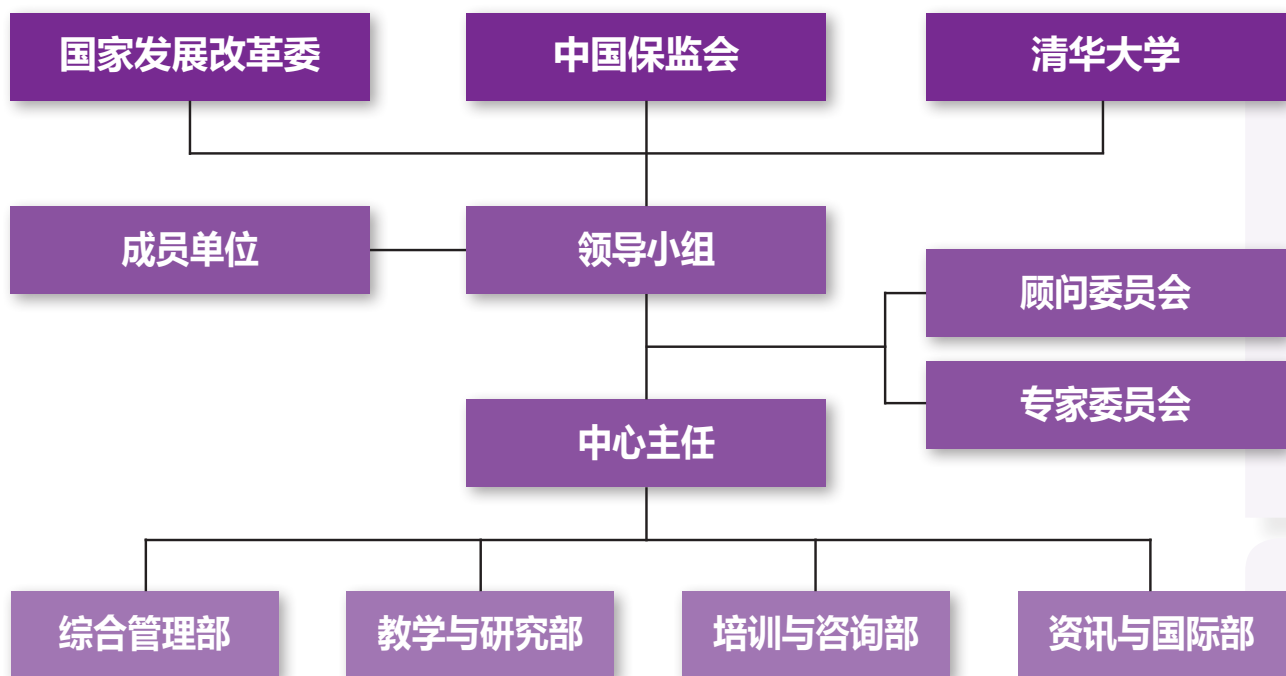 国家发展改革委
中国保监会
清华大学
成员单位
领导小组
顾问委员会
专家委员会
中心主任
综合管理部
教学与研究部
培训与咨询部
资讯与国际部